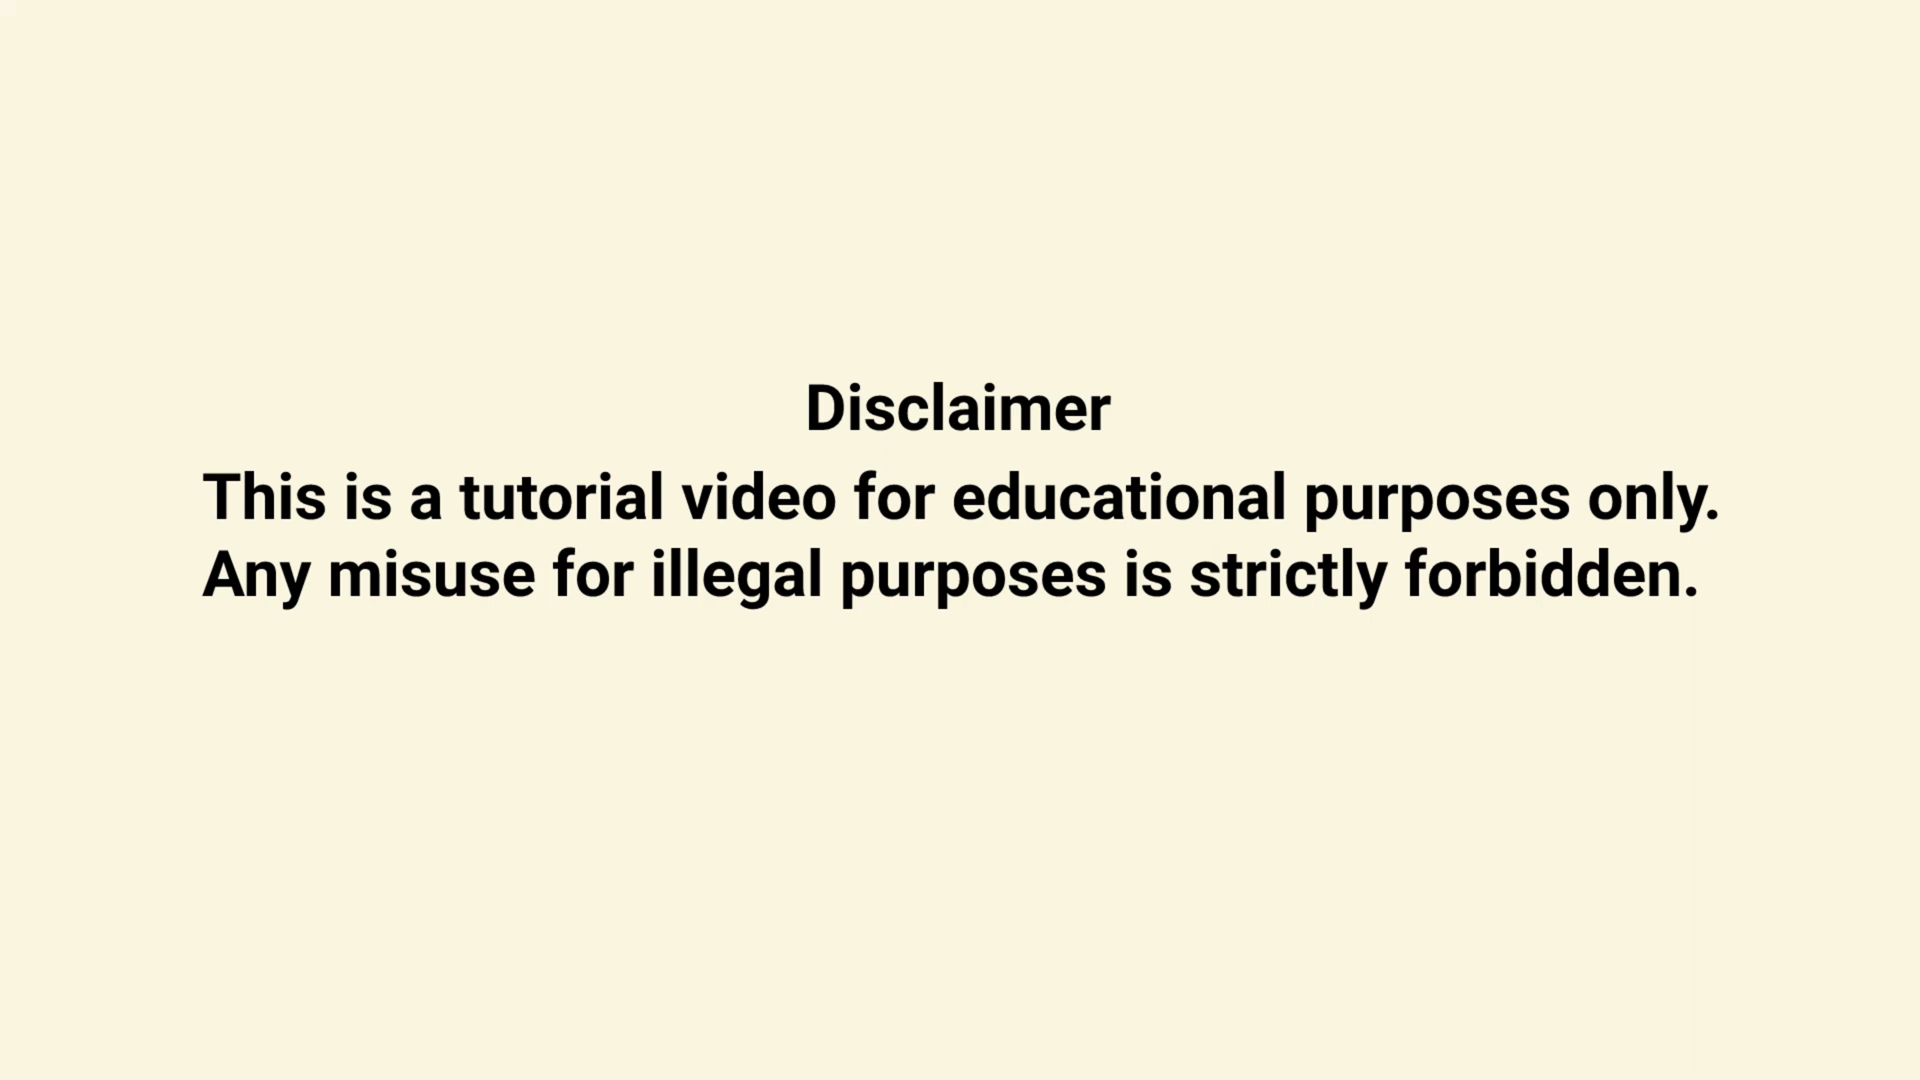 Disclaimer
This is a tutorial video for educational purposes only.
Any misuse for illegal purposes is strictly forbidden.